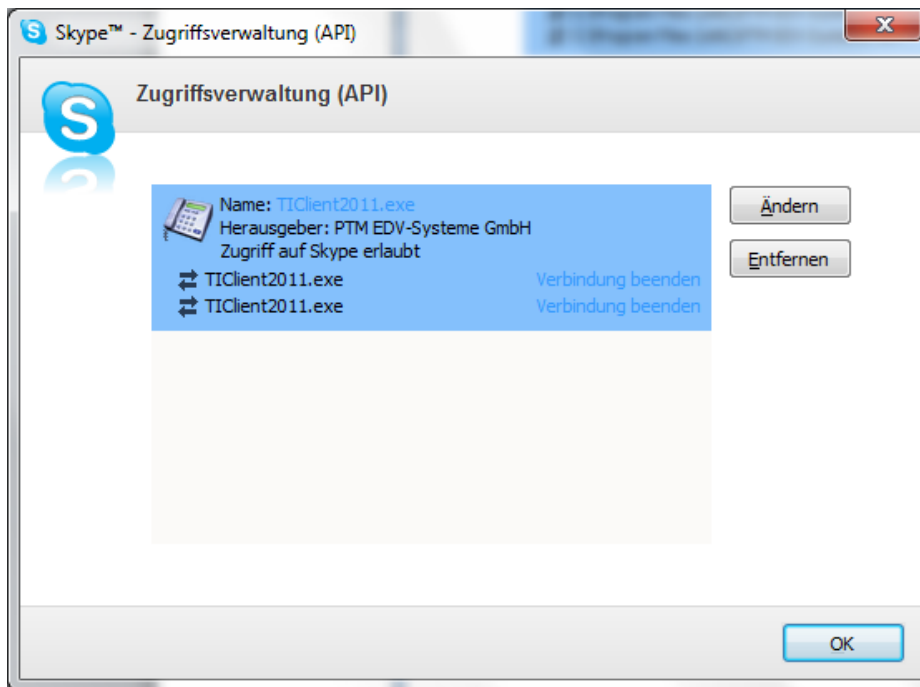 Skype™ - Zugriffsverwaltung (API)
Zugriffsverwaltung (API)
Name: TIClient2011.exe
Herausgeber: PTM EDV-Systeme GmbH
Zugriff auf Skype erlaubt
TIClient2011.exe Verbindung beenden
TIClient2011.exe Verbindung beenden
Ändern
Entfernen
OK